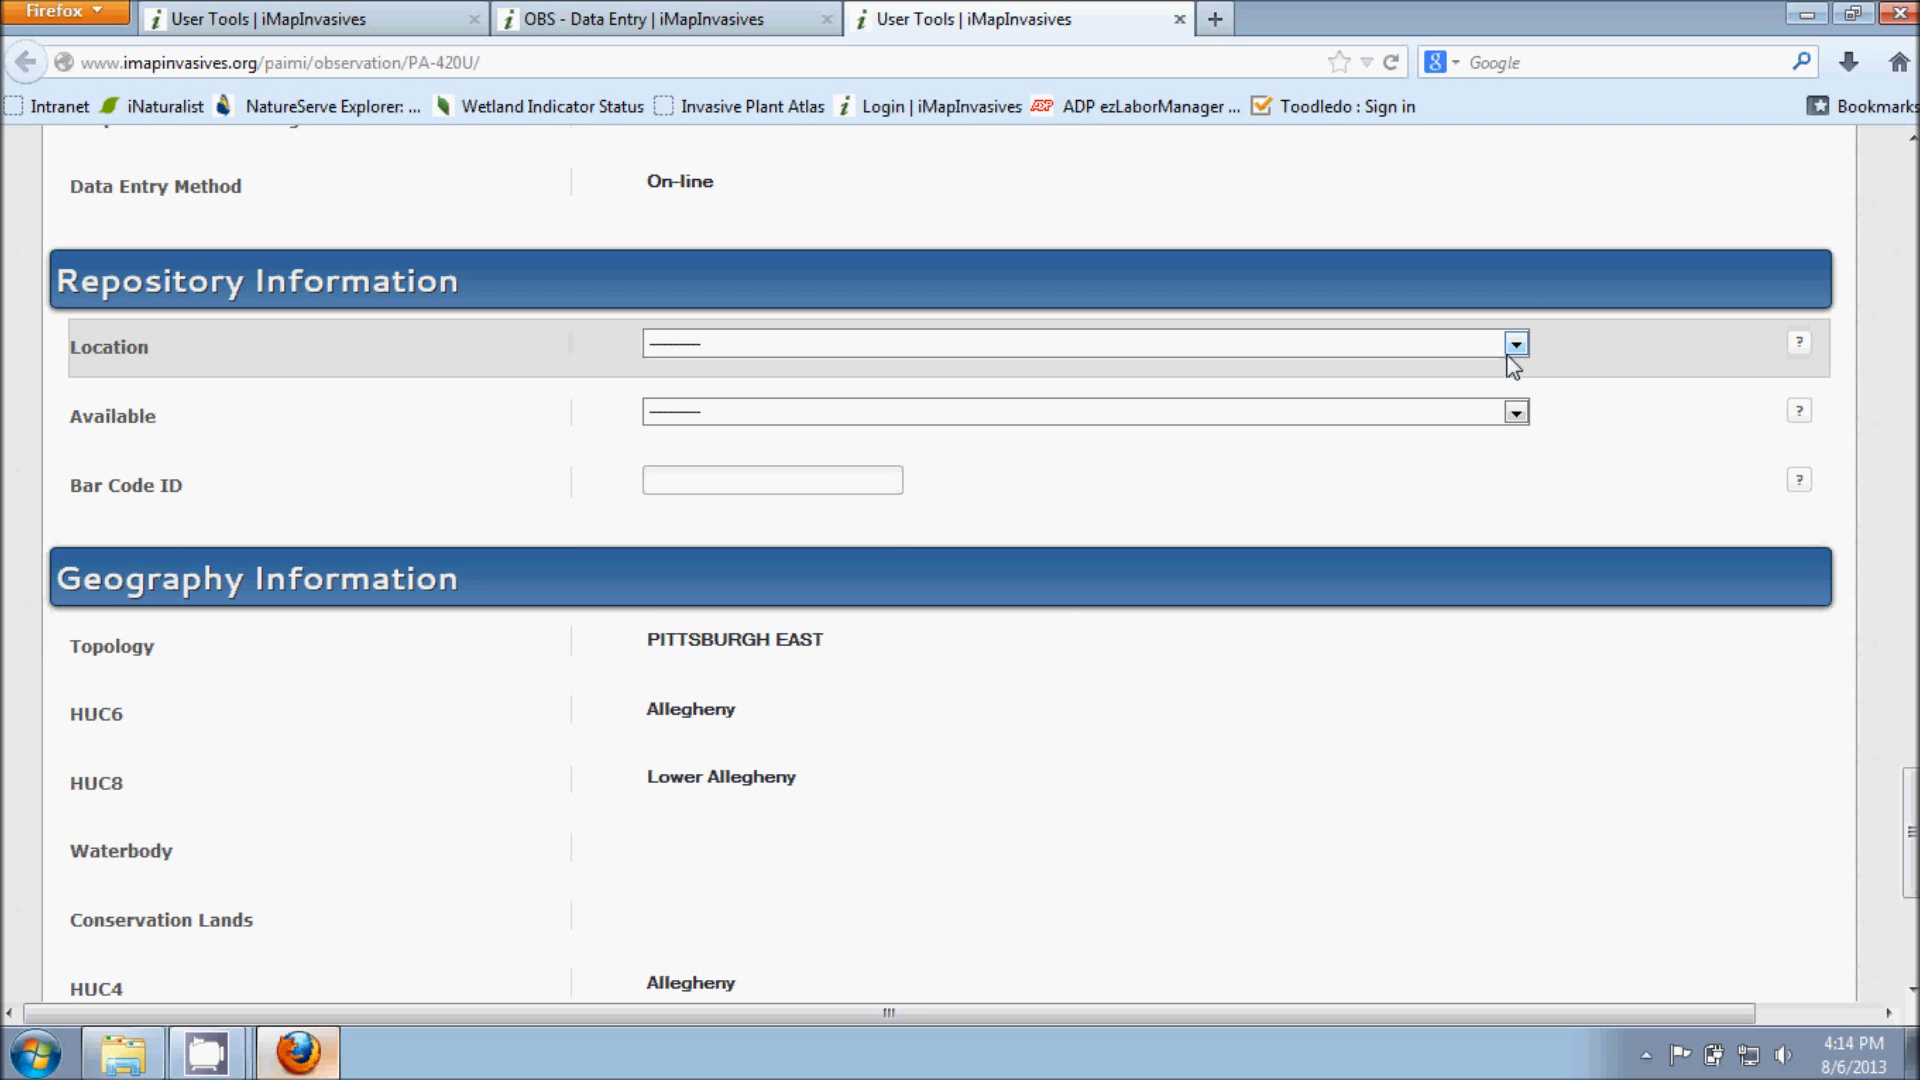 Firefox
User Tools | iMapInvasives
OBS - Data Entry | iMapInvasives
User Tools | iMapInvasives
www.imapinvasives.org/paimi/observation/PA-420U/
Google
Intranet
iNaturalist
NatureServe Explorer: ...
Wetland Indicator Status
Invasive Plant Atlas
Login | iMapInvasives
ADP ezLaborManager ...
Toodledo : Sign in
Bookmarks
Data Entry Method
On-line
Repository Information
Location
---------
?
Available
---------
?
Bar Code ID
?
Geography Information
Topology
PITTSBURGH EAST
HUC6
Allegheny
HUC8
Lower Allegheny
Waterbody
Conservation Lands
HUC4
Allegheny
4:14 PM
8/6/2013